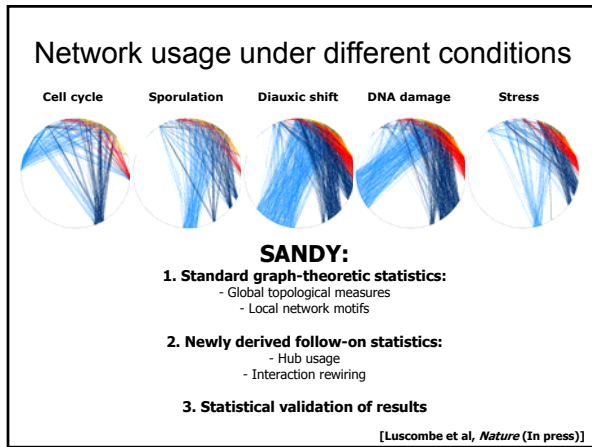 Network usage under different conditions
Cell cycle Sporulation Diauxic shift DNA damage Stress
SANDY:
1. Standard graph-theoretic statistics:
- Global topological measures
- Local network motifs
2. Newly derived follow-on statistics:
- Hub usage
- Interaction rewiring
3. Statistical validation of results
[Luscombe et al, Nature (In press)]